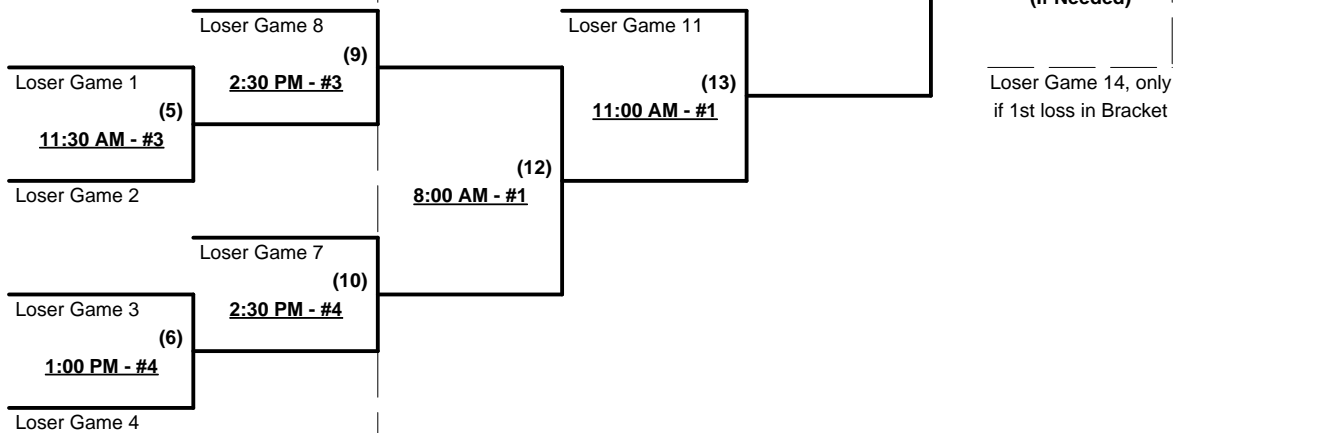 (If Needed)
Loser Game 8
Loser Game 11
(9)
Loser Game 1
2:30 PM - #3
(13)
Loser Game 14, only
(5)
11:00 AM - #1
if 1st loss in Bracket
11:30 AM - #3
(12)
Loser Game 2
8:00 AM - #1
Loser Game 7
(10)
Loser Game 3
2:30 PM - #4
(6)
1:00 PM - #4
Loser Game 4